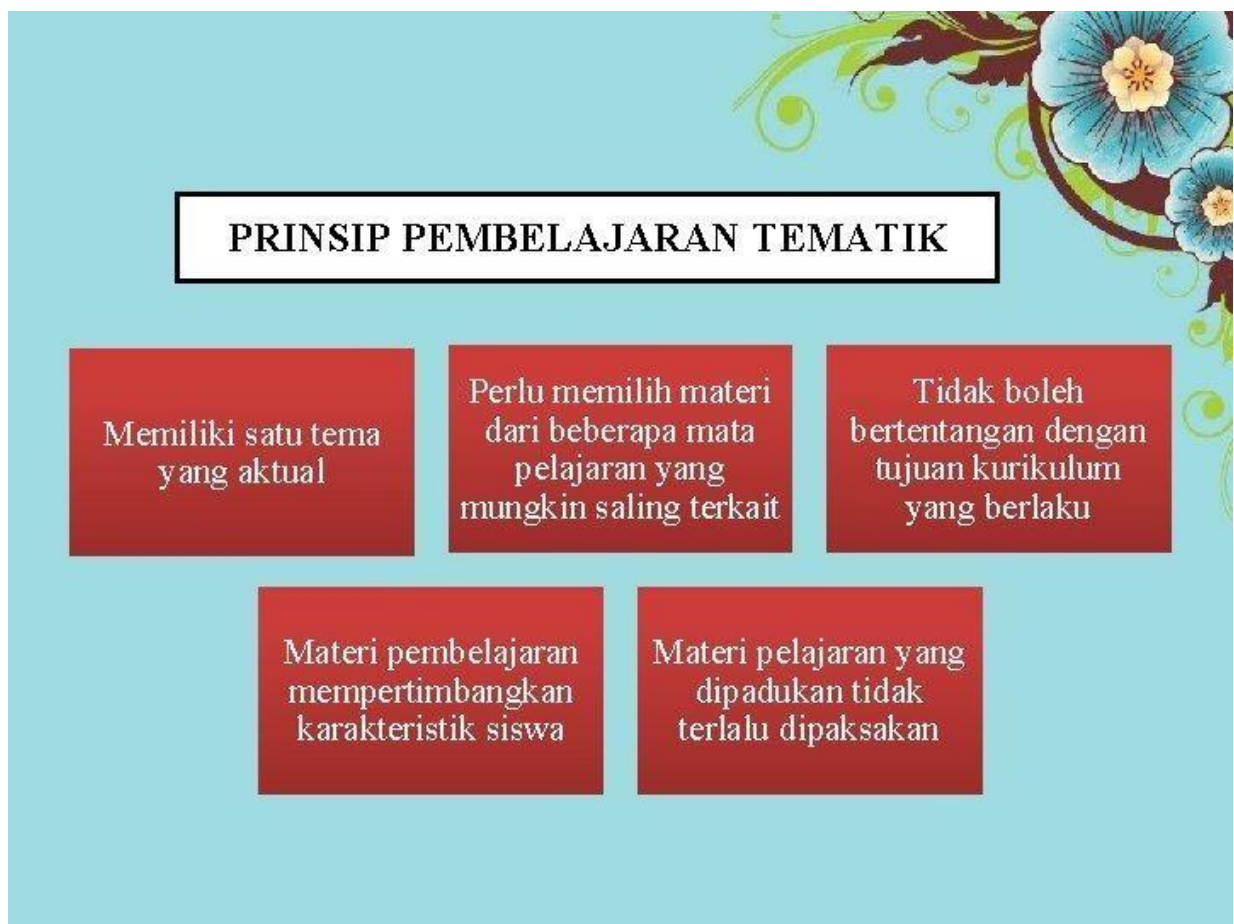 PRINSIP PEMBELAJARAN TEMATIK
Memiliki satu tema
yang aktual
Perlu memilih materi
dari beberapa mata
pelajaran yang
mungkin saling terkait
Tidak boleh
bertentangan dengan
tujuan kurikulum
yang berlaku
Materi pembelajaran
mempertimbangkan
karakteristik siswa
Materi pelajaran yang
dipadukan tidak
terlalu dipaksakan